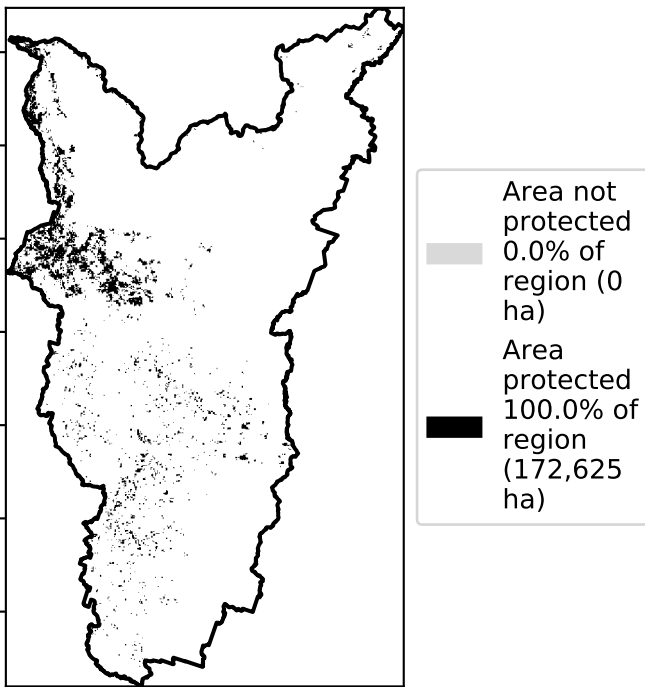 Area not
protected
0.0% of
region (0
ha)
Area
protected
100.0% of
region
(172,625
ha)